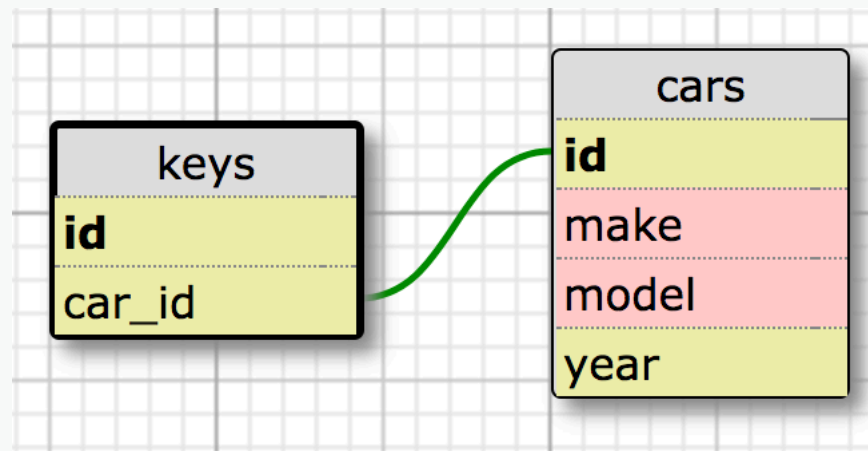 keys
id
car_id
cars
id
make
model
year